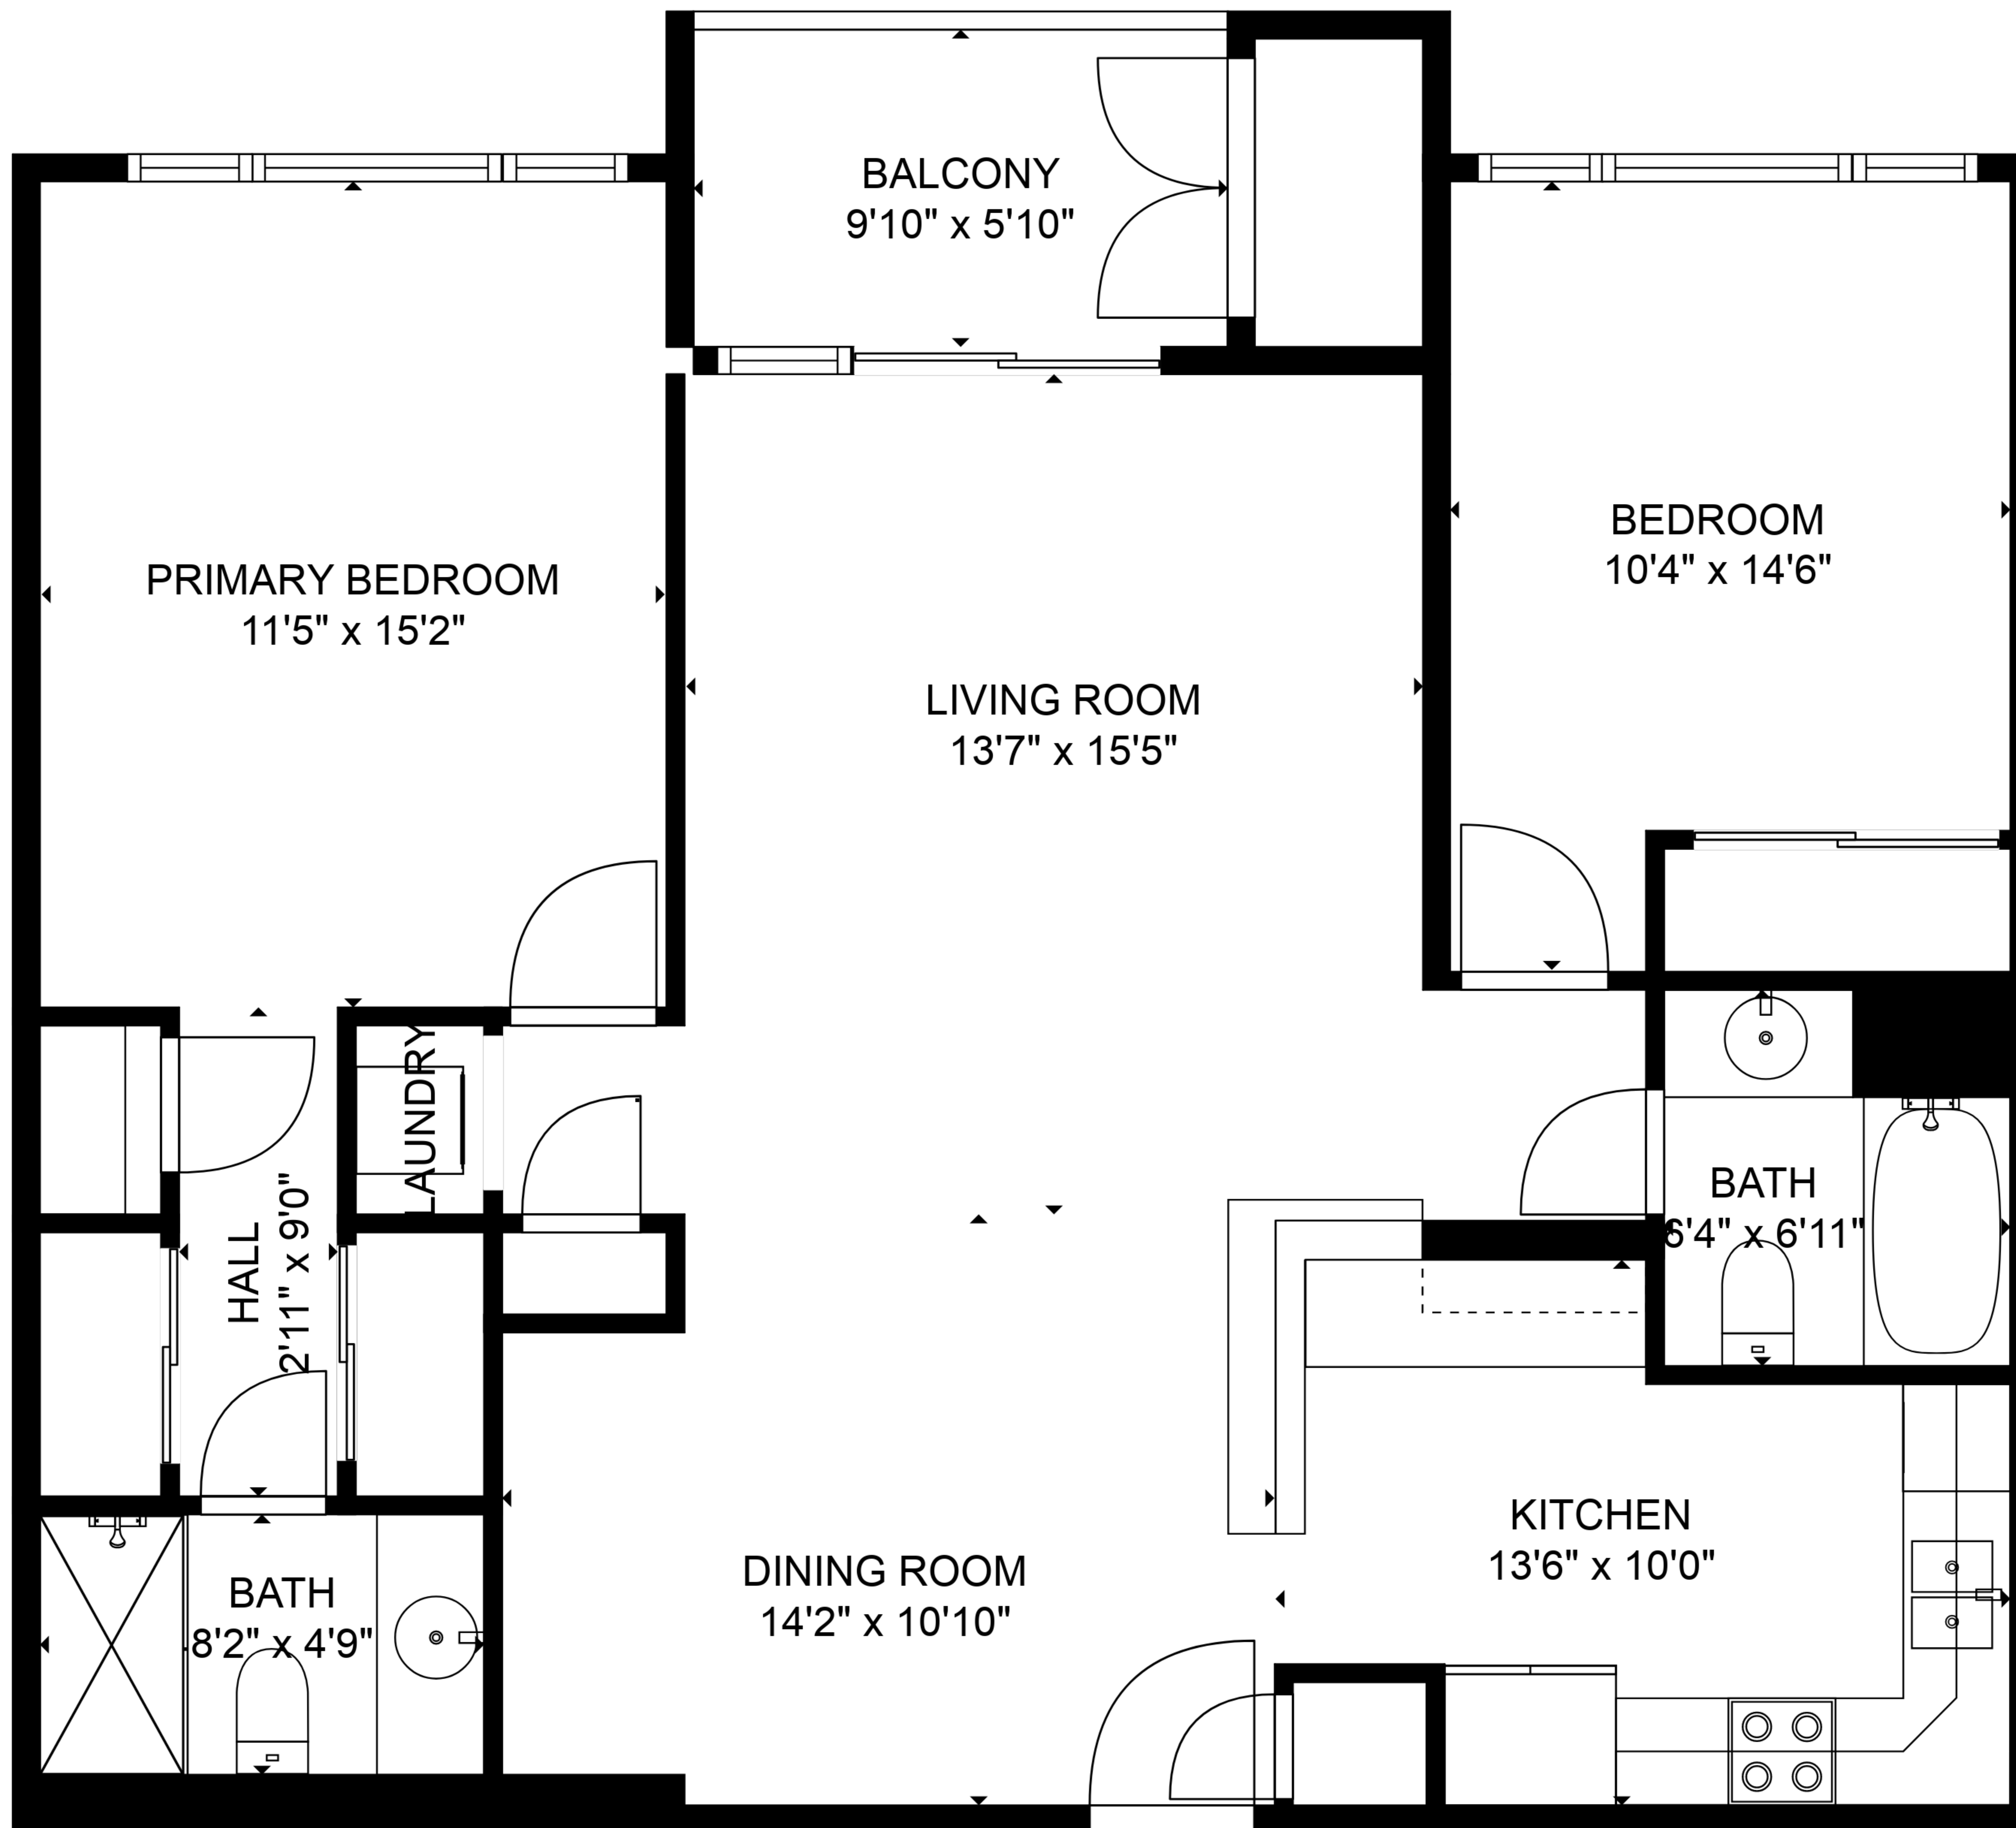 BALCONY
9'10" x 5'10"
PRIMARY BEDROOM
11'5" x 15'2"
BEDROOM
10'4" x 14'6"
LIVING ROOM
13'7" x 15'5"
LAUNDRY
HALL
2'11" x 9'0"
BATH
6'4" x 6'11"
KITCHEN
13'6" x 10'0"
DINING ROOM
14'2" x 10'10"
BATH
8'2" x 4'9"